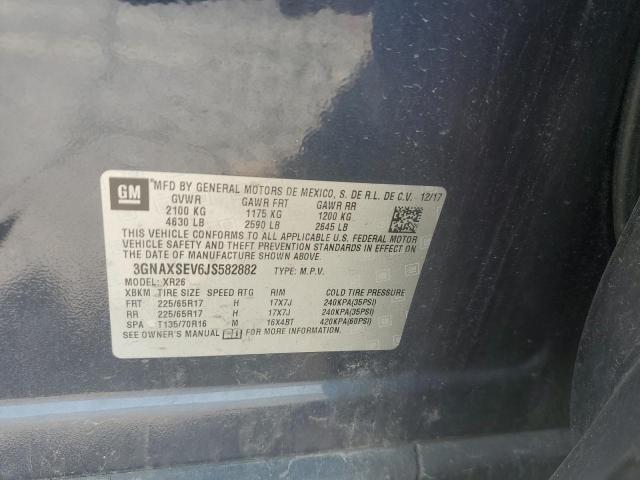 GM
MFD BY GENERAL MOTORS DE MEXICO, S. DE R.L. DE C.V. 12/17
GVWR GAWR FRT GAWR RR
2100 KG 1175 KG 1200 KG
4630 LB 2590 LB 2645 LB
THIS VEHICLE CONFORMS TO ALL APPLICABLE U.S. FEDERAL MOTOR
VEHICLE SAFETY AND THEFT PREVENTION STANDARDS IN EFFECT ON
THE DATE OF MANUFACTURE SHOWN ABOVE.
3GNAXSEV6JS582882 TYPE: M.P.V.
MODEL: XR26
XBKM TIRE SIZE SPEED RTG RIM
FRT 225/65R17 H 17X7J 240KPA(35PSI)
RR 225/65R17 H 17X7J 240KPA(35PSI)
SPA T135/70R16 M 16X4BT 420KPA(60PSI)
SEE OWNER'S MANUAL FOR MORE INFORMATION.